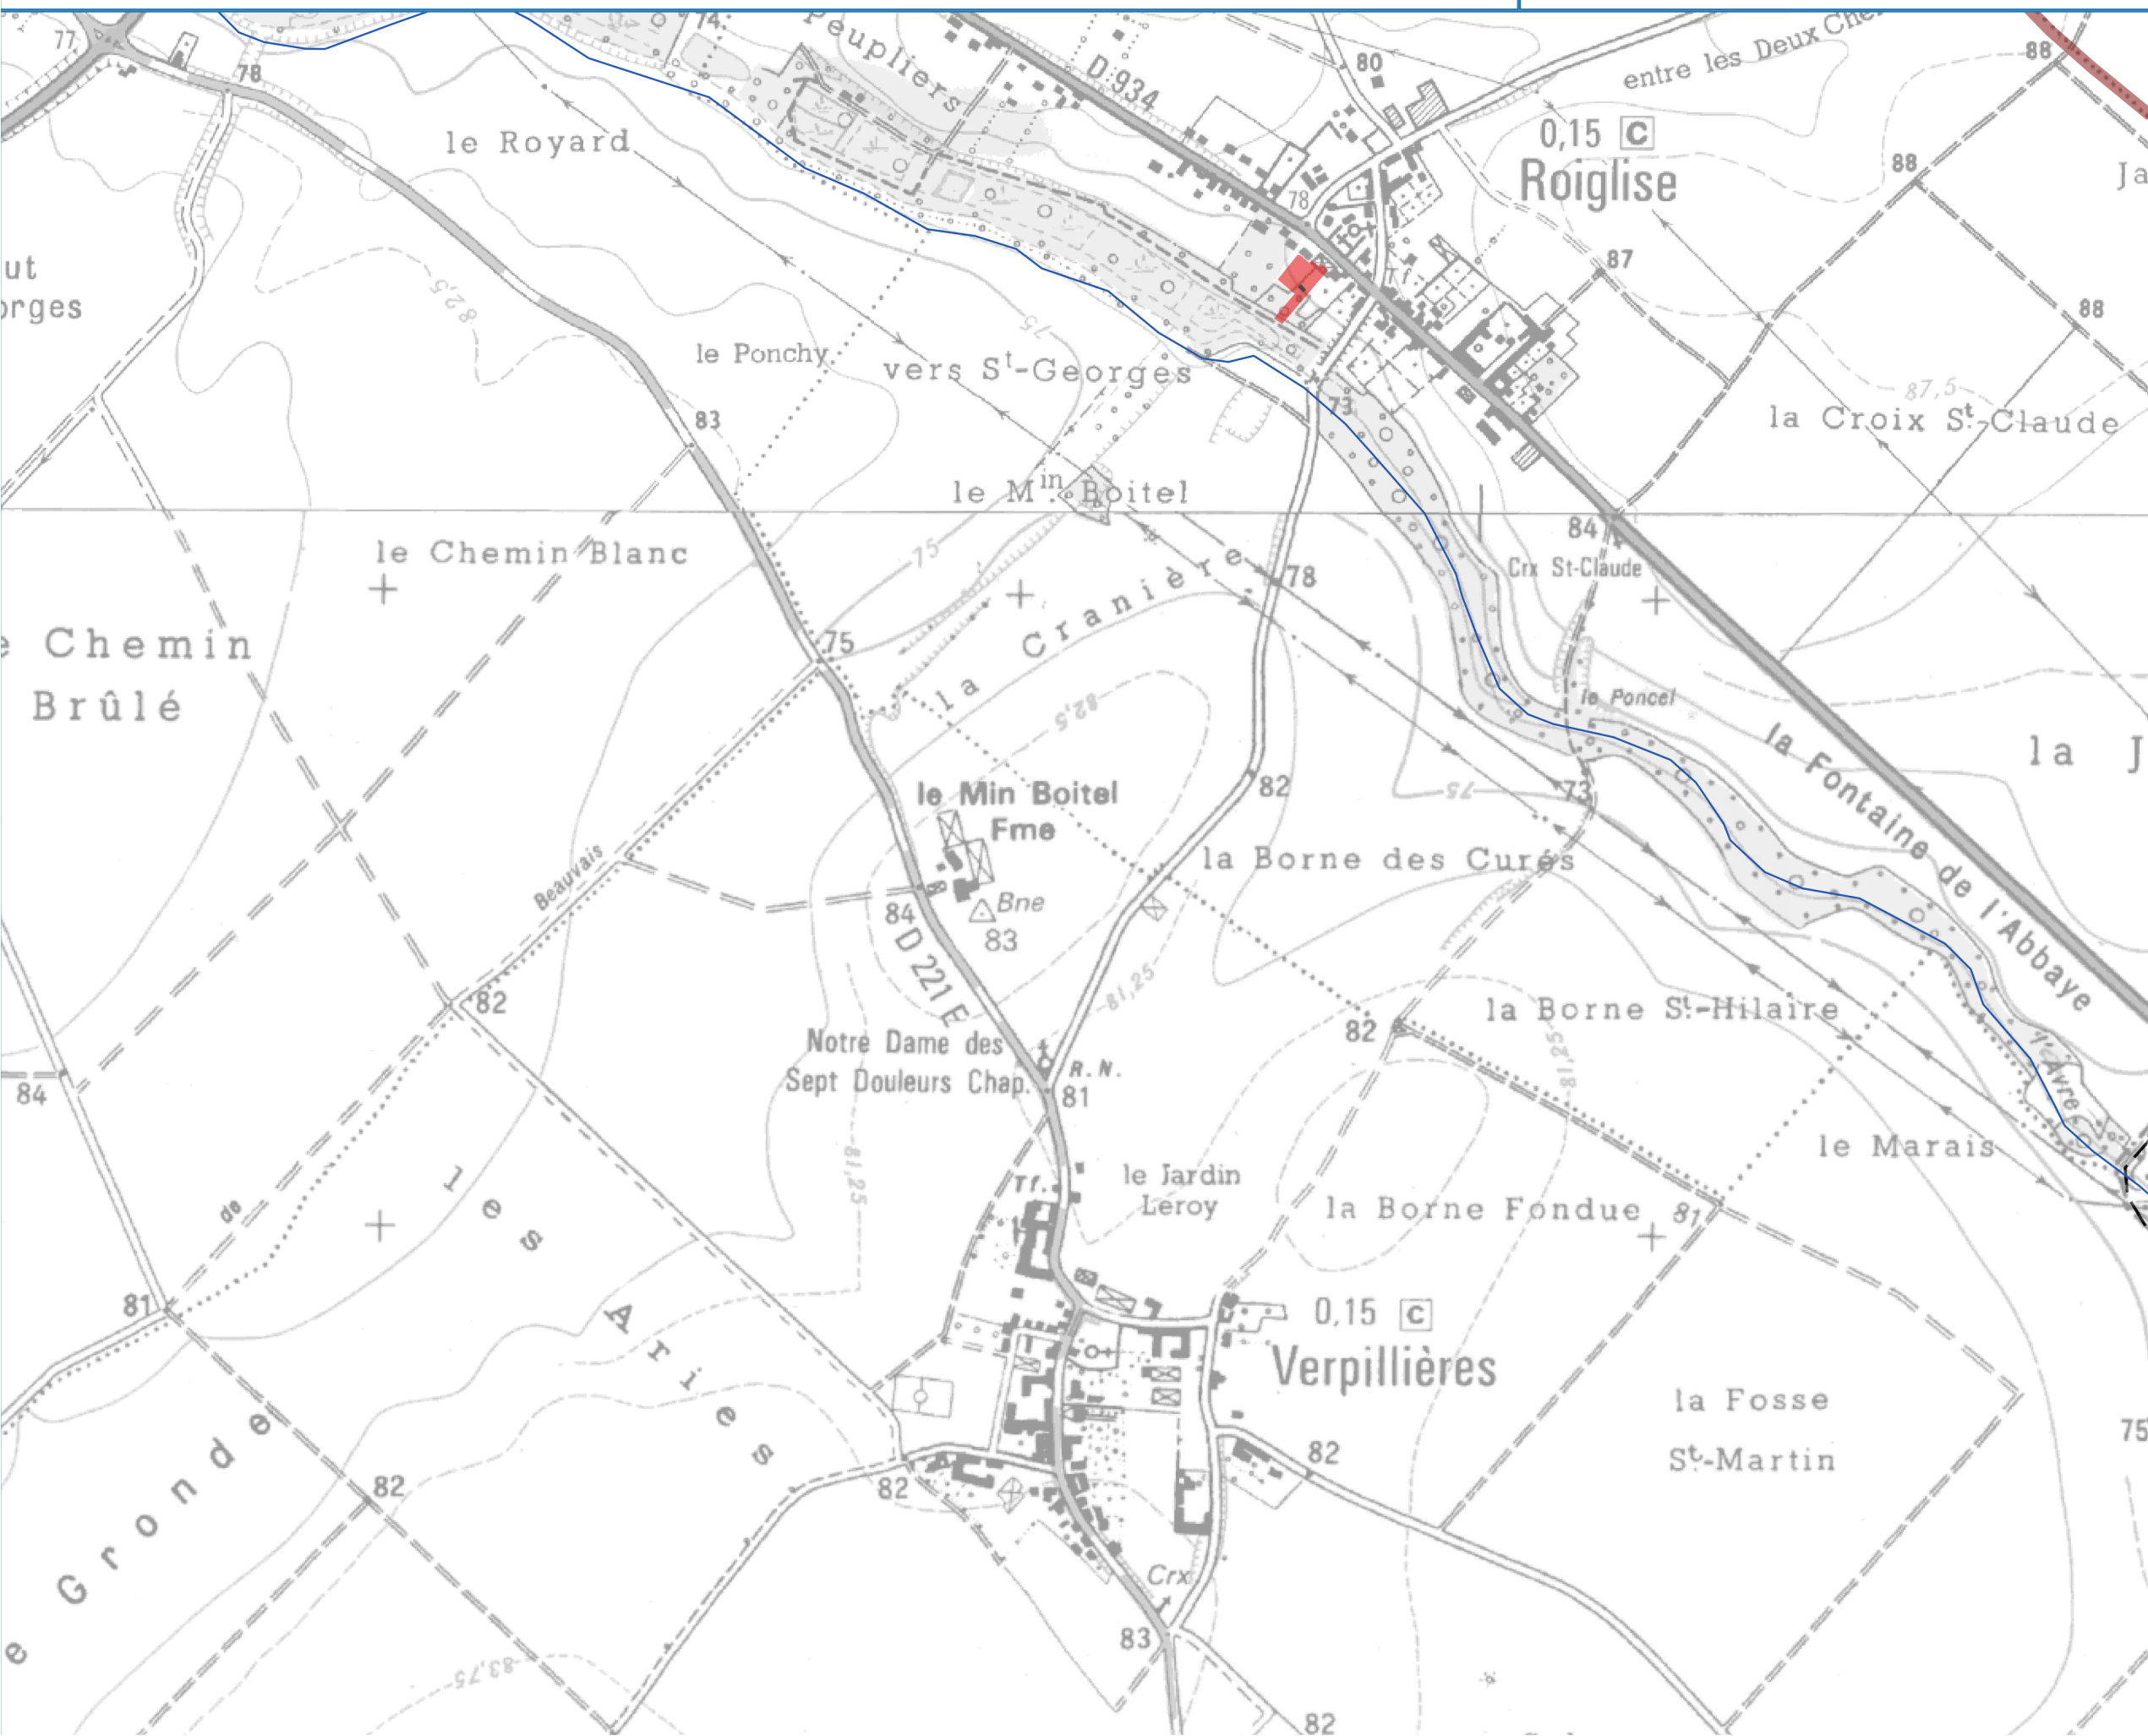 77
78
74
Peupliers
D 934
80
entre les Deux
88
le Royard
0,15 C
Roiglise
88
Ja
78
87
Tf
ut
orges
82,5
75
88
le Ponchy
vers St-Georges
87,5
73
la Croix St-Claude
83
le Min Boitel
84
le Chemin Blanc
75
Crx St-Claude
la Cranière
78
Chemin
Brûlé
75
le Poncel
82,5
la Fontaine de l'Abbaye
la J
le Min Boitel
Fme
82
75
73
Beauvais
la Borne des Curés
84
Bne
83
D 221 E
81,25
82
82
la Borne St-Hilaire
81,25
Notre Dame des
Sept Douleurs Chap.
R. N.
81
84
l'Avre
le Marais
81,25
les Aries
Tf.
le Jardin
Leroy
la Borne Fondue
81
de
81
0,15 C
Verpillières
la Fosse
St-Martin
75
e Gronde
82
82
82
Crx
83
83,75
82